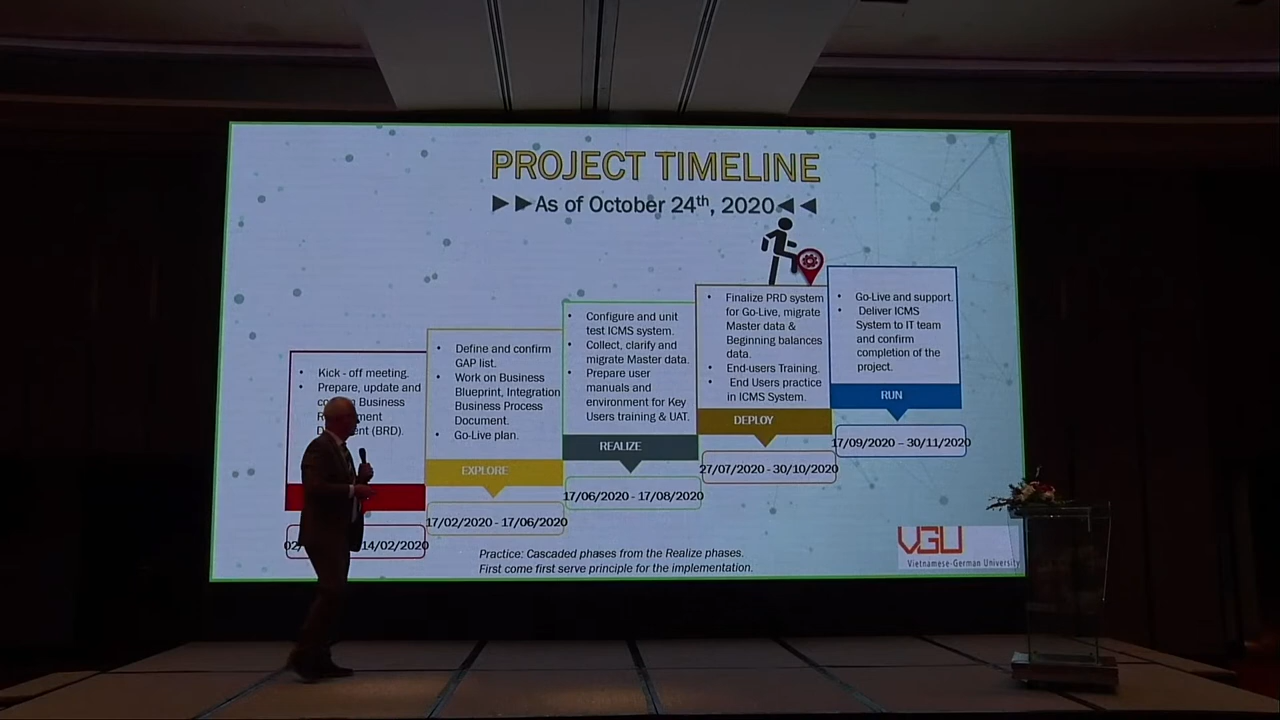 PROJECT TIMELINE
As of October 24th, 2020
• Kick - off meeting.
• Prepare, update and
Business
(BRD).
02/ 14/02/2020
• Define and confirm
GAP list.
• Work on Business
Blueprint, Integration
Business Process
Document.
• Go-Live plan.
EXPLORE
17/02/2020 - 17/06/2020
• Configure and unit
test ICMS system.
• Collect, clarify and
migrate Master data.
• Prepare user
manuals and
environment for Key
Users training & UAT.
REALIZE
17/06/2020 - 17/08/2020
• Finalize PRD system
for Go-Live, migrate
Master data &
Beginning balances
data.
• End-users Training.
• End Users practice
in ICMS System.
DEPLOY
27/07/2020 - 30/10/2020
• Go-Live and support.
• Deliver ICMS
System to IT team
and confirm
completion of the
project.
RUN
17/09/2020 – 30/11/2020
Practice: Cascaded phases from the Realize phases.
First come first serve principle for the implementation.
VGU
Vietnamese-German University